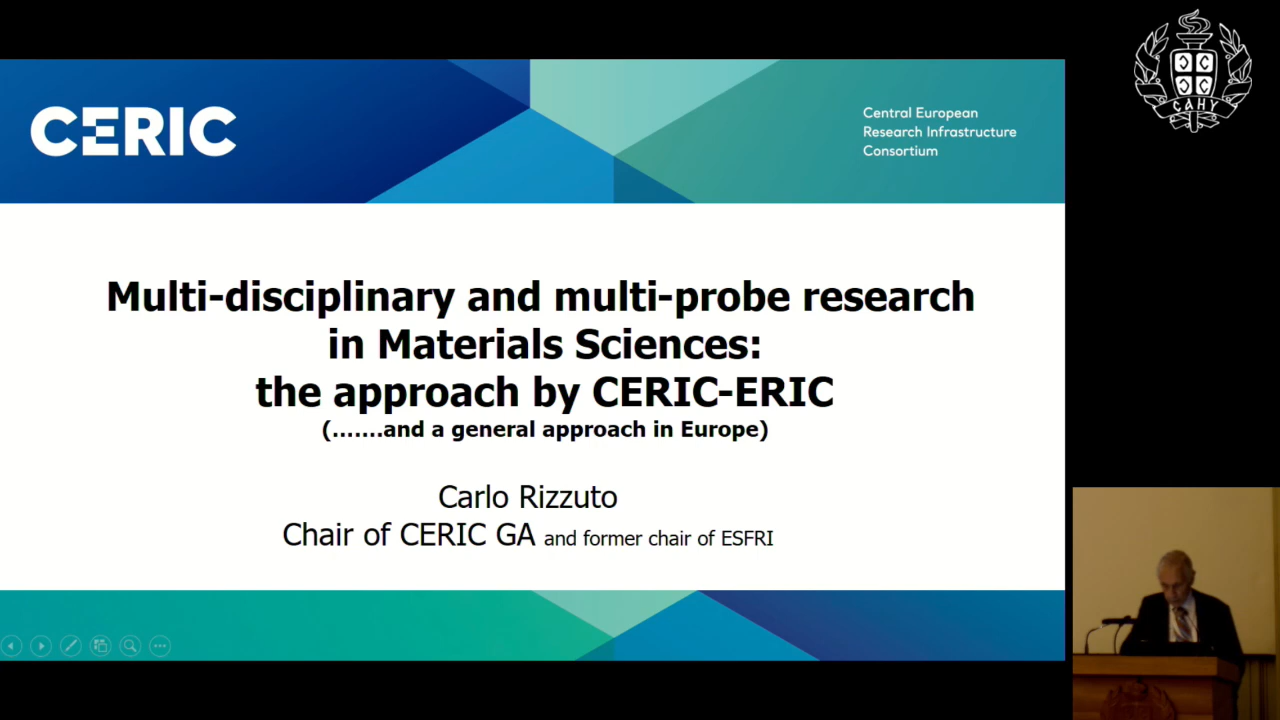 CERIC
Central European
Research Infrastructure
Consortium
Multi-disciplinary and multi-probe research
in Materials Sciences:
the approach by CERIC-ERIC
(.......and a general approach in Europe)
Carlo Rizzuto
Chair of CERIC GA and former chair of ESFRI
САНУ